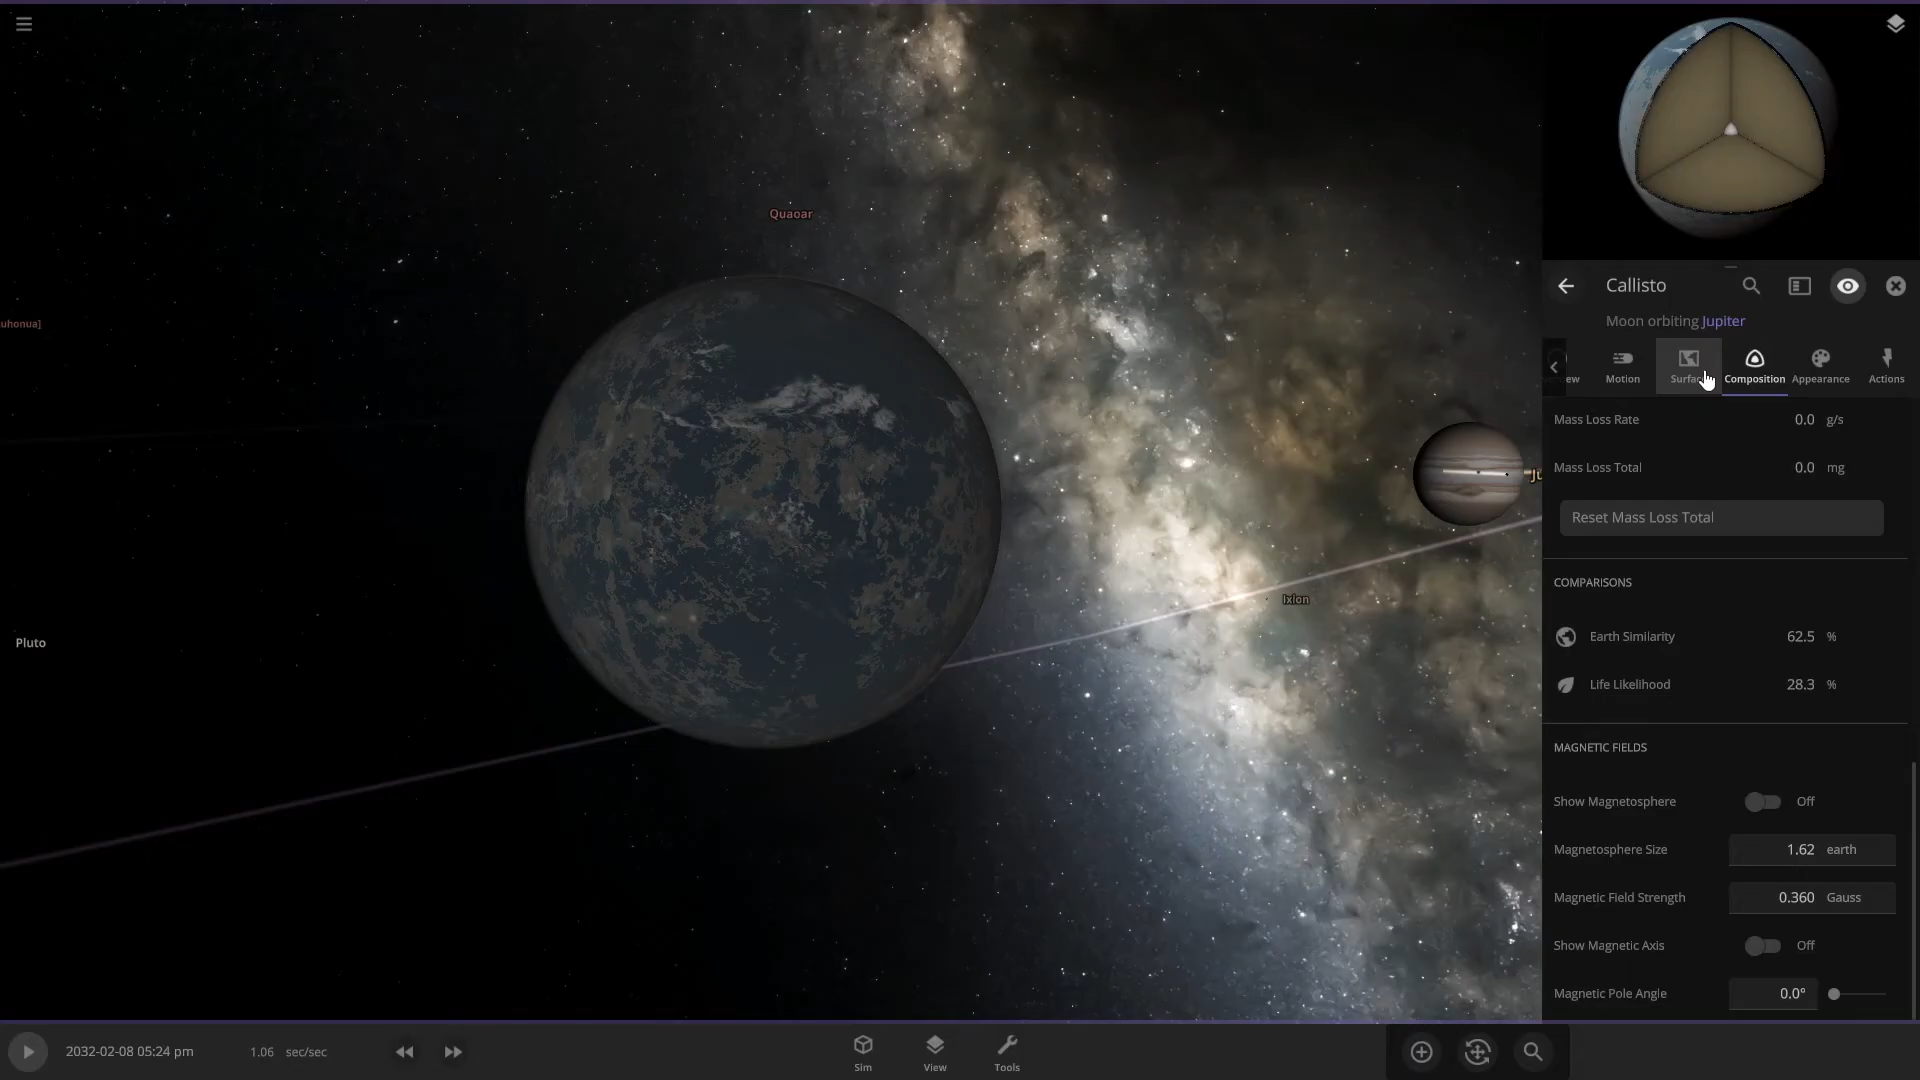 Quaoar
uhonua]
Pluto
Ixion
Callisto
Moon orbiting Jupiter
Motion
Composition
Appearance
Actions
Mass Loss Rate 0.0 g/s
Mass Loss Total 0.0 mg
Reset Mass Loss Total
COMPARISONS
Earth Similarity 62.5 %
Life Likelihood 28.3 %
MAGNETIC FIELDS
Show Magnetosphere Off
Magnetosphere Size 1.62 earth
Magnetic Field Strength 0.360 Gauss
Show Magnetic Axis Off
Magnetic Pole Angle 0.0°
2032-02-08 05:24 pm 1.06 sec/sec
Sim
View
Tools